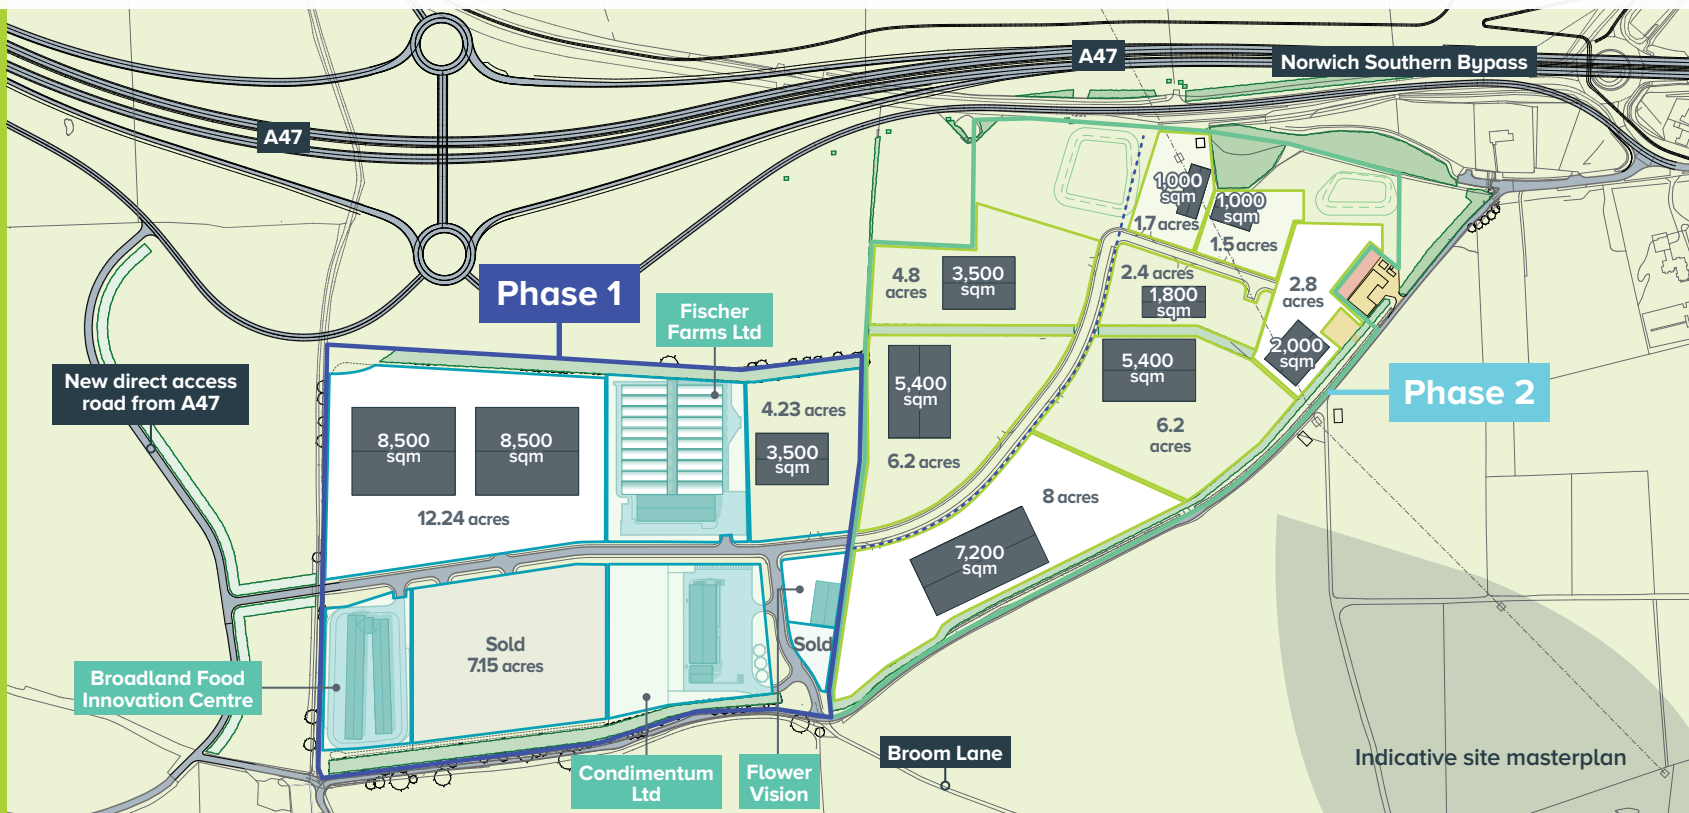 A47
Norwich Southern Bypass
A47
1,000
sqm
1.7 acres
1,000
sqm
1.5 acres
4.8
acres
3,500
sqm
2.4 acres
1,800
sqm
2.8
acres
2,000
sqm
Phase 1
Fischer
Farms Ltd
New direct access
road from A47
5,400
sqm
6.2 acres
5,400
sqm
6.2
acres
Phase 2
8,500
sqm
8,500
sqm
12.24 acres
4.23 acres
3,500
sqm
8 acres
7,200
sqm
Sold
7.15 acres
Sold
Broadland Food
Innovation Centre
Condimentum
Ltd
Flower
Vision
Broom Lane
Indicative site masterplan